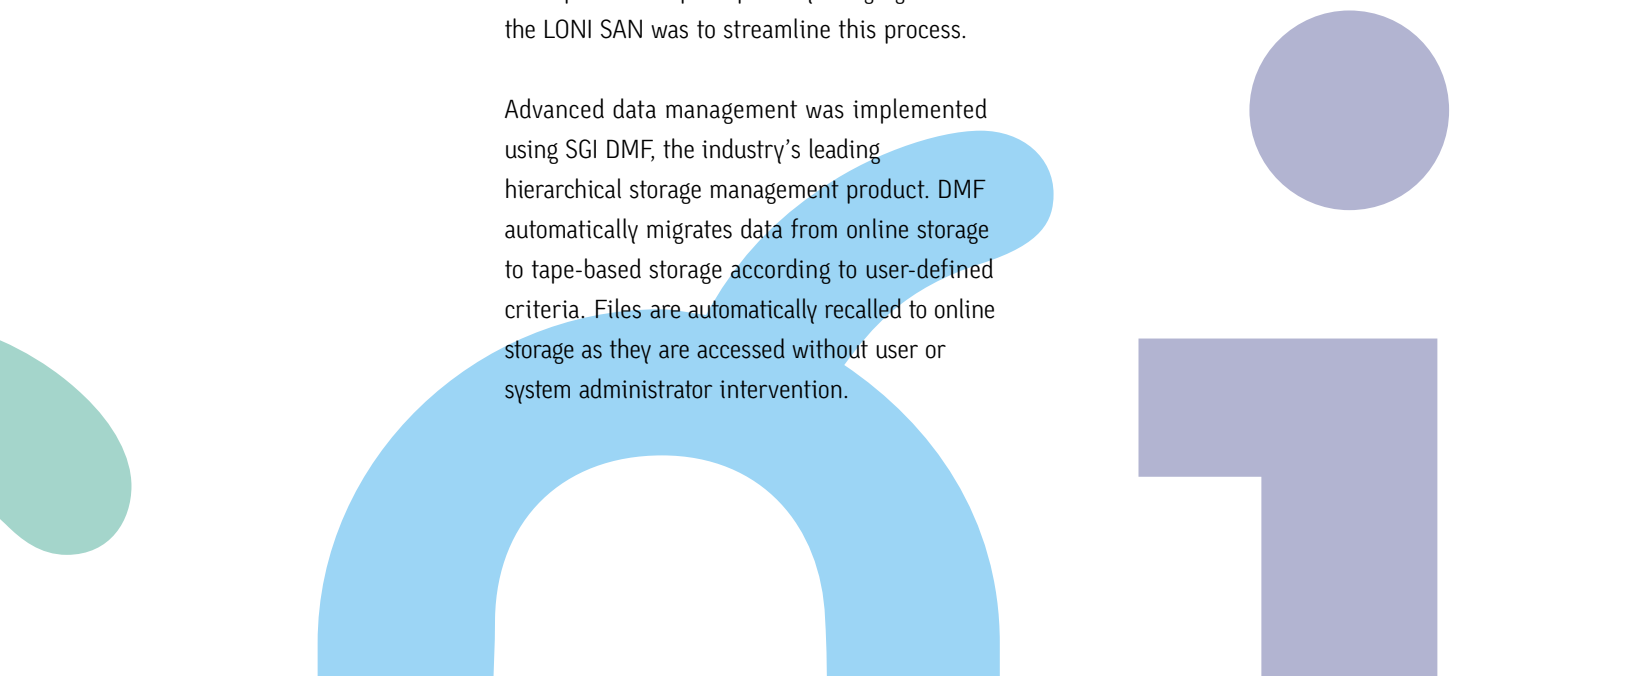 the LONI SAN was to streamline this process.
Advanced data management was implemented
using SGI DMF, the industry’s leading
hierarchical storage management product. DMF
automatically migrates data from online storage
to tape-based storage according to user-defined
criteria. Files are automatically recalled to online
storage as they are accessed without user or
system administrator intervention.